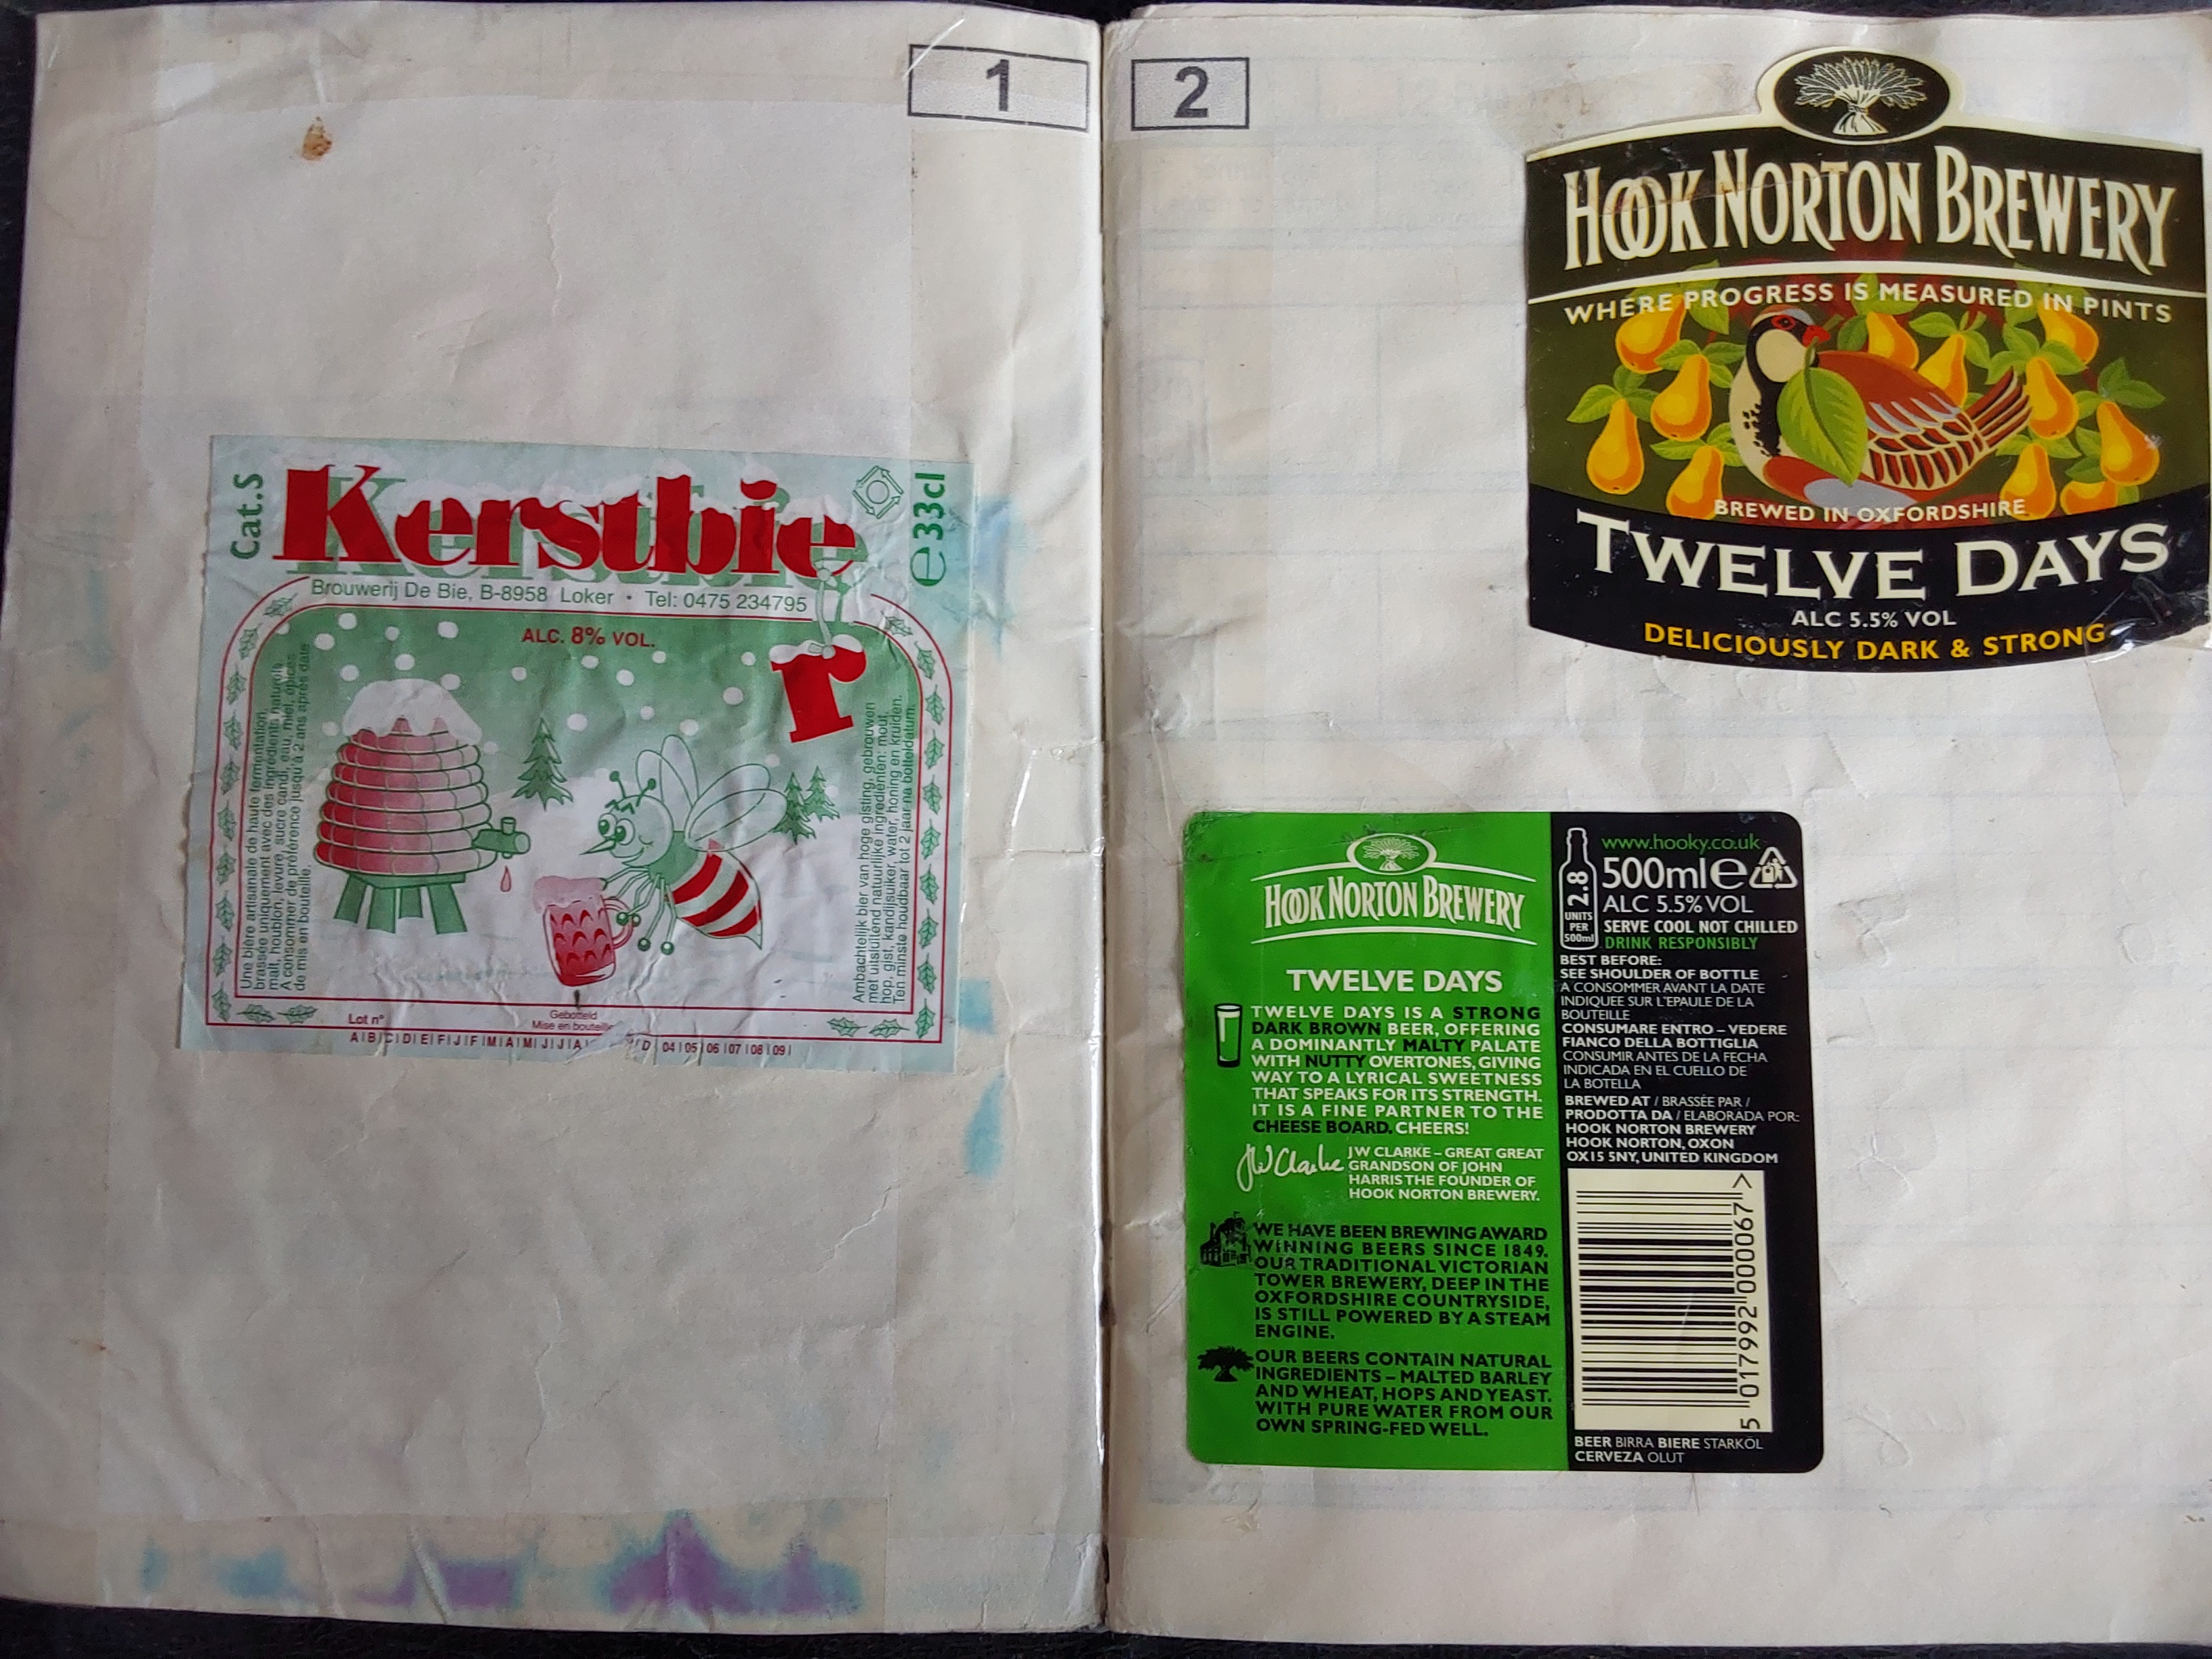 1
Cat.S
Kerstbier
e 33cl
Brouwerij De Bie, B-8958 Loker • Tel: 0475 234795
ALC. 8% VOL.
Une bière artisanale de haute fermentation,
brassée uniquement avec des ingrédients naturels:
malt, houblon, levure, sucre candi, eau, miel, épices
A consommer de préférence jusqu'à 2 ans après date
de mis en bouteille.
Ambachtelijk bier van hoge gisting, gebrouwen
met uitsluitend natuurlijke ingrediënten: mout,
hop, gist, kandijsuiker, water, honing en kruiden.
Ten minste houdbaar tot 2 jaar na botteldatum.
Lot n°
Gebotteld
Mise en bouteille
A|B|C|D|E|F|J|F|M|A|M|J|J|A| D|04|05|06|07|08|09|
2
HOOK NORTON BREWERY
WHERE PROGRESS IS MEASURED IN PINTS
BREWED IN OXFORDSHIRE
TWELVE DAYS
ALC 5.5% VOL
DELICIOUSLY DARK & STRONG
HOOK NORTON BREWERY
TWELVE DAYS
TWELVE DAYS IS A STRONG
DARK BROWN BEER, OFFERING
A DOMINANTLY MALTY PALATE
WITH NUTTY OVERTONES, GIVING
WAY TO A LYRICAL SWEETNESS
THAT SPEAKS FOR ITS STRENGTH.
IT IS A FINE PARTNER TO THE
CHEESE BOARD. CHEERS!
JW Clarke
JW CLARKE – GREAT GREAT
GRANDSON OF JOHN
HARRIS THE FOUNDER OF
HOOK NORTON BREWERY.
WE HAVE BEEN BREWING AWARD
WINNING BEERS SINCE 1849.
OUR TRADITIONAL VICTORIAN
TOWER BREWERY, DEEP IN THE
OXFORDSHIRE COUNTRYSIDE,
IS STILL POWERED BY A STEAM
ENGINE.
OUR BEERS CONTAIN NATURAL
INGREDIENTS – MALTED BARLEY
AND WHEAT, HOPS AND YEAST.
WITH PURE WATER FROM OUR
OWN SPRING-FED WELL.
2.8
UNITS
PER
500ml
www.hooky.co.uk
500ml e
ALC 5.5% VOL
SERVE COOL NOT CHILLED
DRINK RESPONSIBLY
BEST BEFORE:
SEE SHOULDER OF BOTTLE
A CONSOMMER AVANT LA DATE
INDIQUEE SUR L'EPAULE DE LA
BOUTEILLE
CONSUMARE ENTRO – VEDERE
FIANCO DELLA BOTTIGLIA
CONSUMIR ANTES DE LA FECHA
INDICADA EN EL CUELLO DE
LA BOTELLA
BREWED AT / BRASSÉE PAR /
PRODOTTA DA / ELABORADA POR:
HOOK NORTON BREWERY
HOOK NORTON, OXON
OX15 5NY, UNITED KINGDOM
5 017992 000067 >
BEER BIRRA BIERE STARKÖL
CERVEZA OLUT